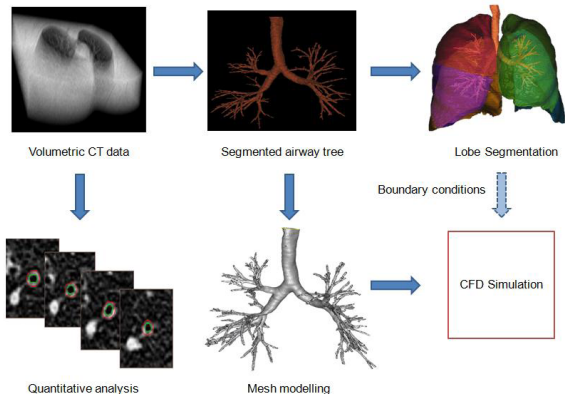 Volumetric CT data
Segmented airway tree
Lobe Segmentation
Boundary conditions
CFD Simulation
Quantitative analysis
Mesh modelling